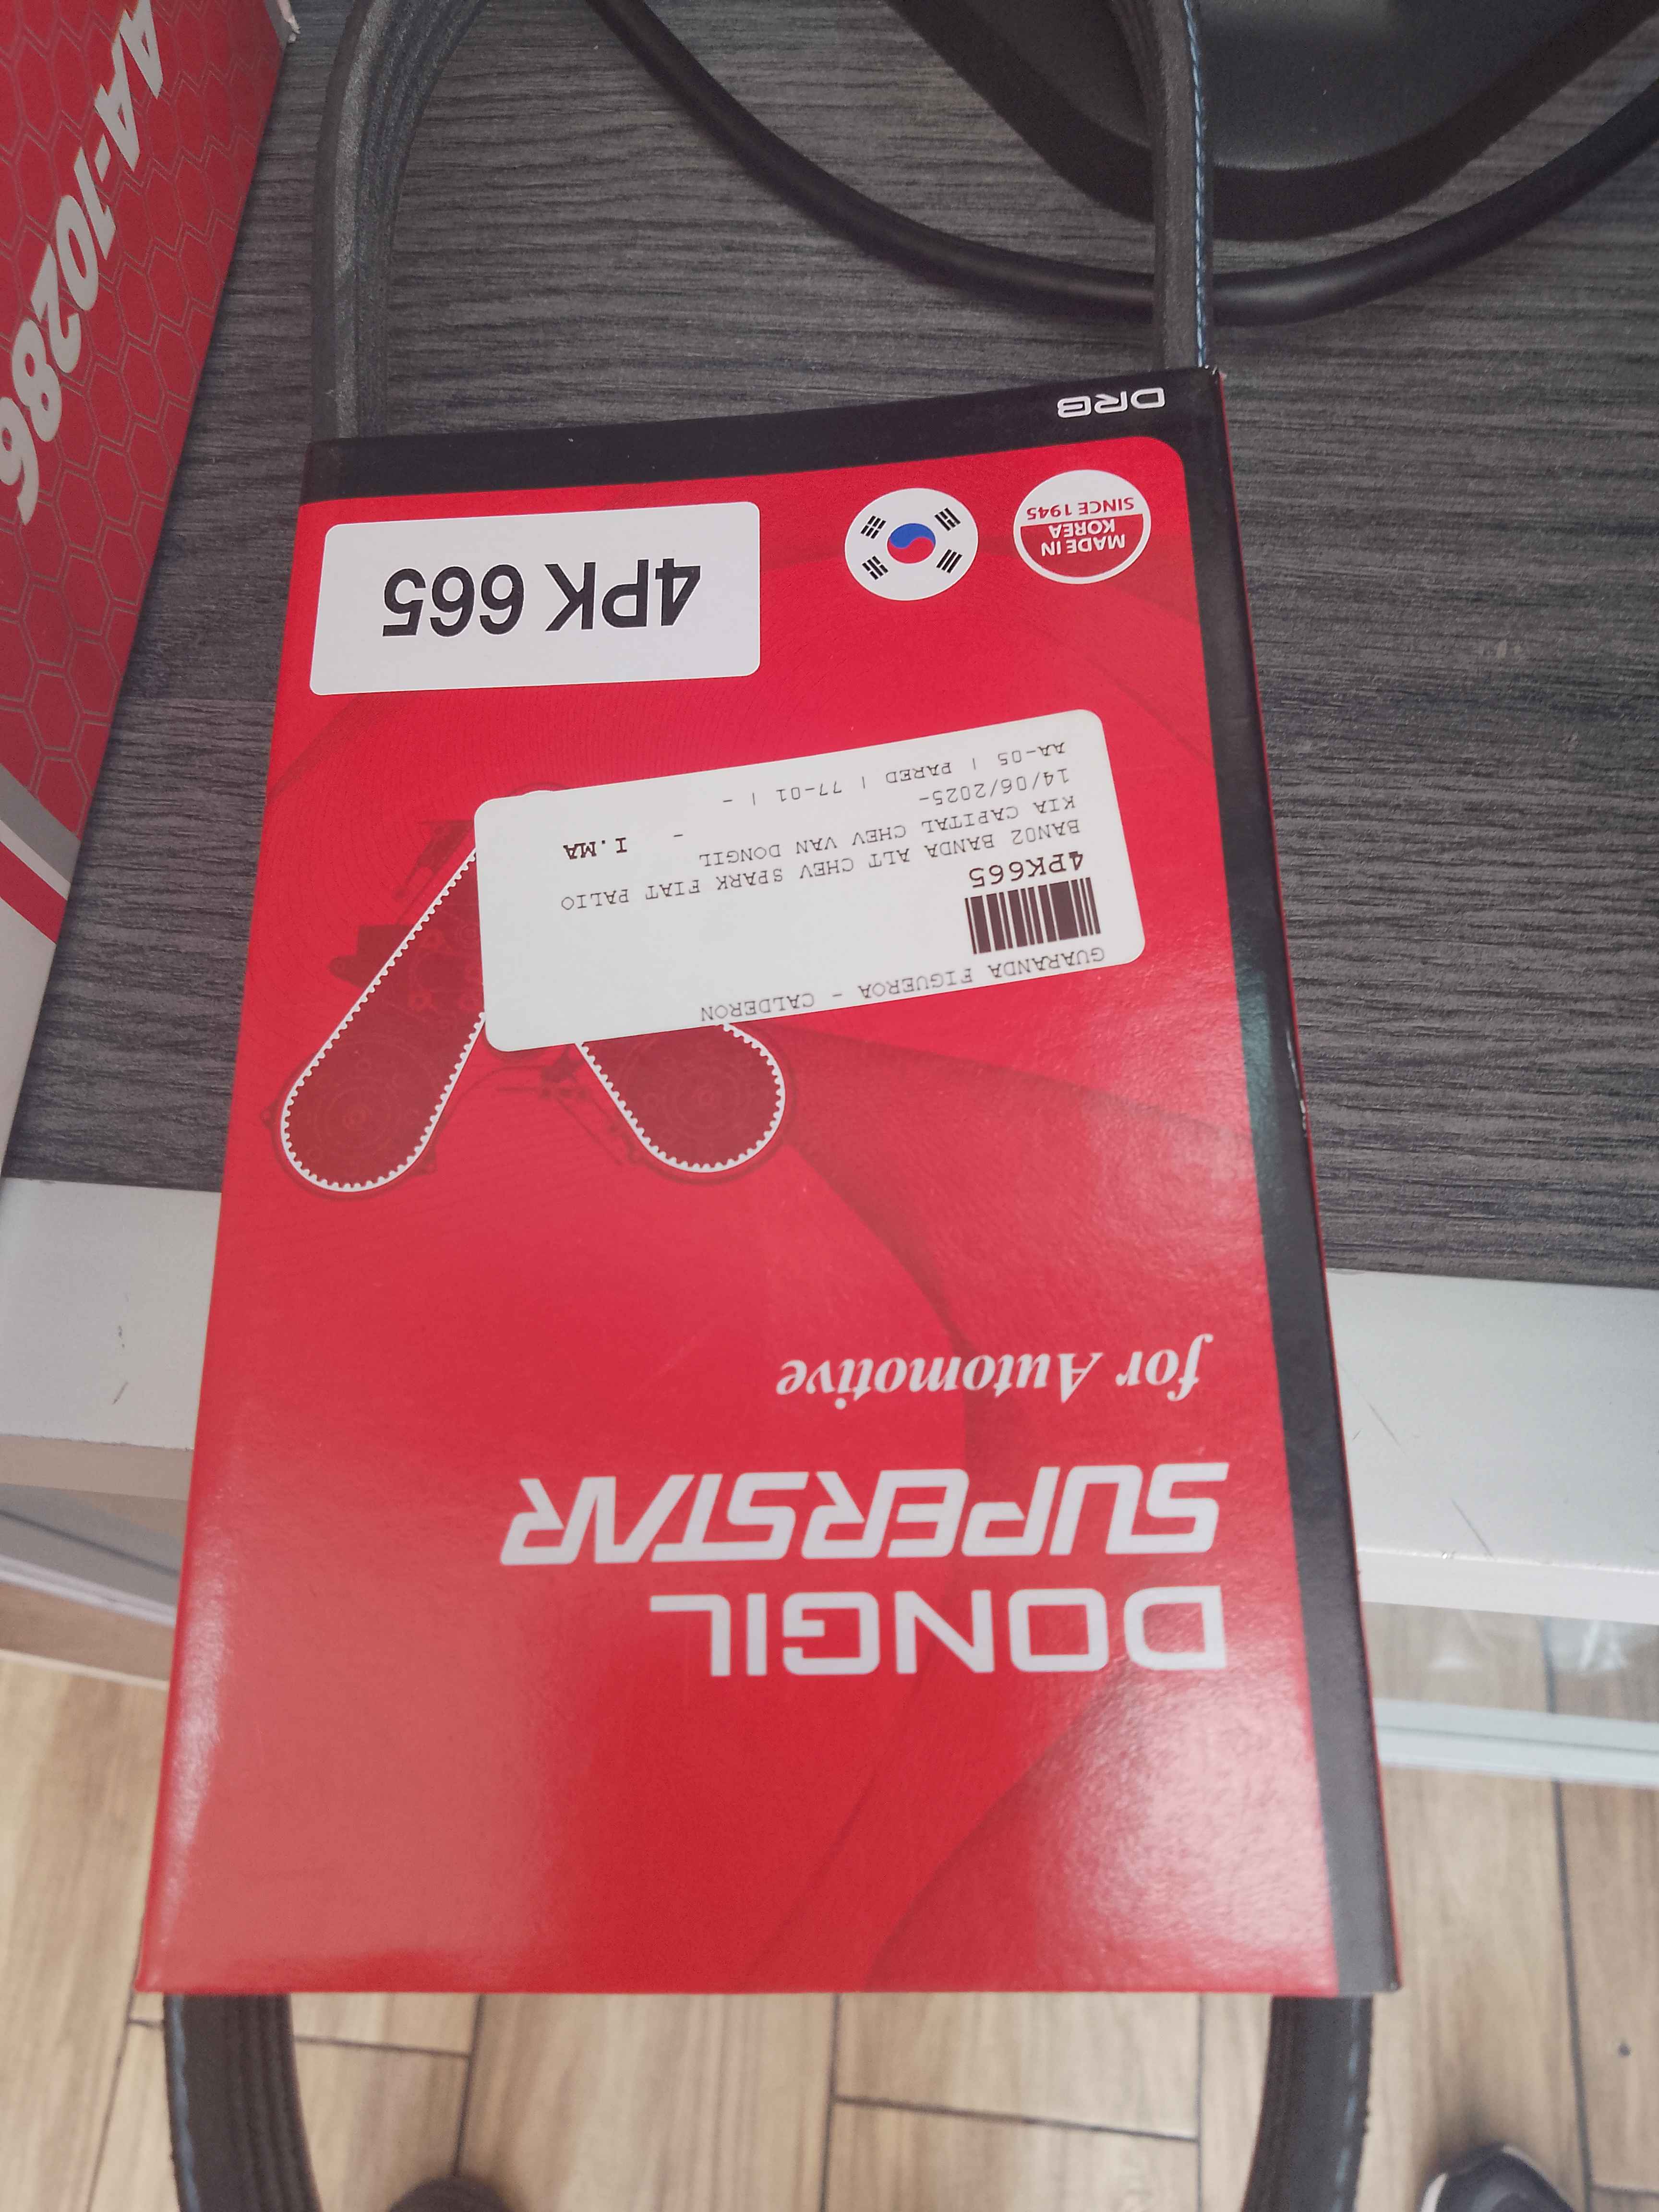 DONGIL
SUPERSTAR
for Automotive
GUARANDA FIGUEROA - CALDERON
4PK665
BAN02 BANDA ALT CHEV SPARK FIAT PALIO
KIA CAPITAL CHEV VAN DONGIL
14/06/2025- - I.MA
AA-05 | PARED | 77-01 | -
4PK 665
MADE IN
KOREA
SINCE 1945
DRB
AA-10286